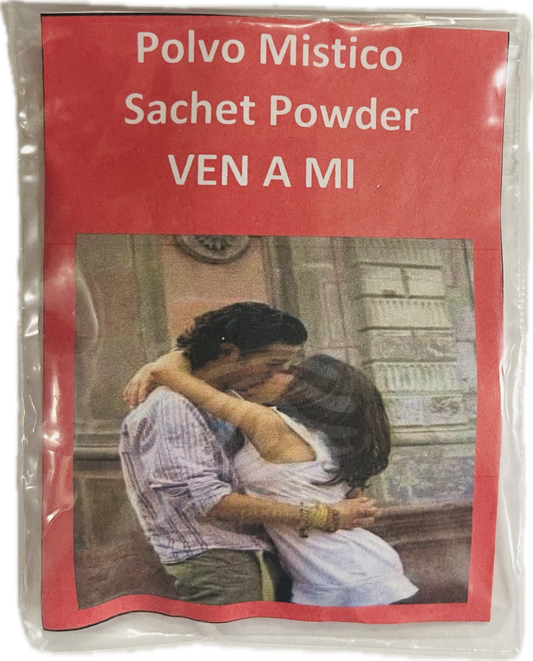 Polvo Mistico
Sachet Powder
VEN A MI